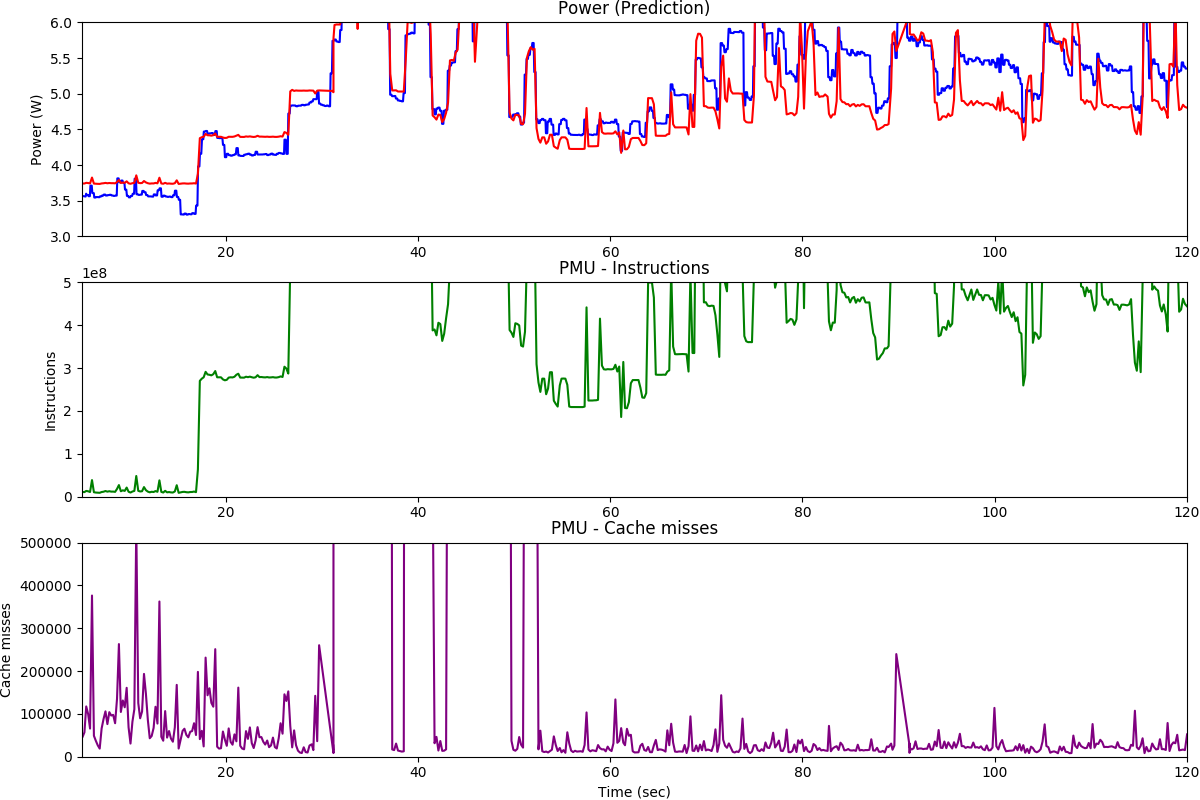 Power (Prediction)
6.0
5.5
5.0
4.5
4.0
3.5
3.0
Power (W)
20 40 60 80 100 120
PMU - Instructions
1e8
5
4
3
2
1
0
Instructions
20 40 60 80 100 120
PMU - Cache misses
500000
400000
300000
200000
100000
0
Cache misses
20 40 60 80 100 120
Time (sec)